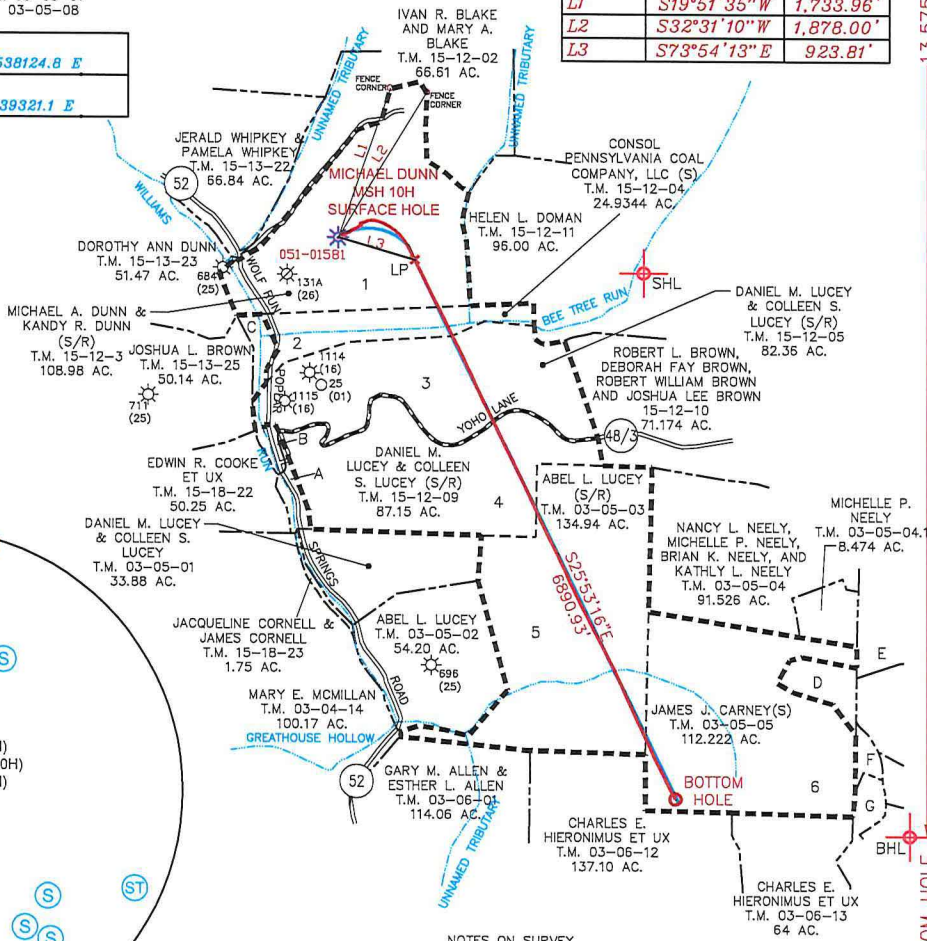 03-05-08
538124.8 E
39321.1 E
L1 S19°51'35"W 1,733.96'
L2 S32°31'10"W 1,878.00'
L3 S73°54'13"E 923.81'
IVAN R. BLAKE
AND MARY A.
BLAKE
T.M. 15-12-02
66.61 AC.
FENCE
CORNER
FENCE
CORNER
UNNAMED TRIBUTARY
UNNAMED TRIBUTARY
JERALD WHIPKEY &
PAMELA WHIPKEY
T.M. 15-13-22
66.84 AC.
52
WILLIAMS
RUN
L1
L2
L3
MICHAEL DUNN
MSH 10H
SURFACE HOLE
051-01581
LP
CONSOL
PENNSYLVANIA COAL
COMPANY, LLC (S)
T.M. 15-12-04
24.9344 AC.
HELEN L. DOMAN
T.M. 15-12-11
96.00 AC.
DOROTHY ANN DUNN
T.M. 15-13-23
51.47 AC.
684
(25)
WOLF RUN
131A
(26)
1
SHL
BEE TREE RUN
MICHAEL A. DUNN &
KANDY R. DUNN
(S/R)
T.M. 15-12-3
108.98 AC.
DANIEL M. LUCEY
& COLLEEN S.
LUCEY (S/R)
T.M. 15-12-05
82.36 AC.
C
2
JOSHUA L. BROWN
T.M. 15-13-25
50.14 AC.
1114
(16)
25
(01)
1115
(16)
711
(25)
3
ROBERT L. BROWN,
DEBORAH FAY BROWN,
ROBERT WILLIAM BROWN
AND JOSHUA LEE BROWN
15-12-10
71.174 AC.
POPLAR
YOHO LANE
48/3
B
A
EDWIN R. COOKE
ET UX
T.M. 15-18-22
50.25 AC.
DANIEL M.
LUCEY & COLLEEN
S. LUCEY (S/R)
T.M. 15-12-09
87.15 AC.
4
ABEL L. LUCEY
(S/R)
T.M. 03-05-03
134.94 AC.
NANCY L. NEELY,
MICHELLE P. NEELY,
BRIAN K. NEELY, AND
KATHLY L. NEELY
T.M. 03-05-04
91.526 AC.
MICHELLE P.
NEELY
T.M. 03-05-04.1
8.474 AC.
DANIEL M. LUCEY
& COLLEEN S.
LUCEY
T.M. 03-05-01
33.88 AC.
SPRINGS
ROAD
S25°53'16"E
6890.93'
5
JACQUELINE CORNELL &
JAMES CORNELL
T.M. 15-18-23
1.75 AC.
ABEL L. LUCEY
T.M. 03-05-02
54.20 AC.
696
(25)
E
D
MARY E. MCMILLAN
T.M. 03-04-14
100.17 AC.
GREATHOUSE HOLLOW
JAMES J. CARNEY(S)
T.M. 03-05-05
112.222 AC.
F
G
6
52
GARY M. ALLEN &
ESTHER L. ALLEN
T.M. 03-06-01
114.06 AC.
UNNAMED TRIBUTARY
BOTTOM
HOLE
BHL
CHARLES E.
HIERONIMUS ET UX
T.M. 03-06-12
137.10 AC.
CHARLES E.
HIERONIMUS ET UX
T.M. 03-06-13
64 AC.
S
0H)
S
ST
S
S
NOTES ON SURVEY